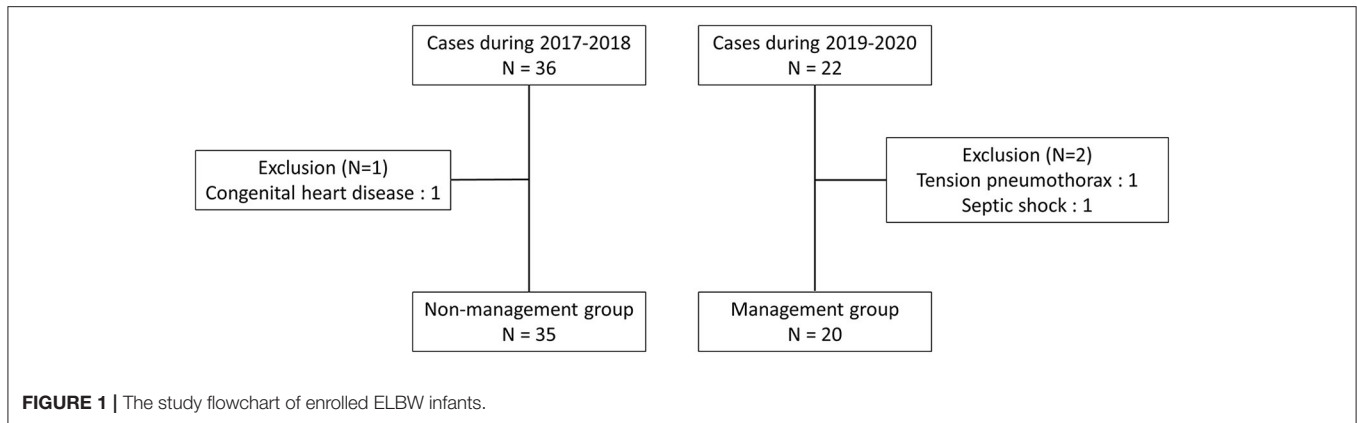 Cases during 2017-2018
N = 36
Cases during 2019-2020
N = 22
Exclusion (N=1)
Congenital heart disease : 1
Exclusion (N=2)
Tension pneumothorax : 1
Septic shock : 1
Non-management group
N = 35
Management group
N = 20
FIGURE 1 | The study flowchart of enrolled ELBW infants.